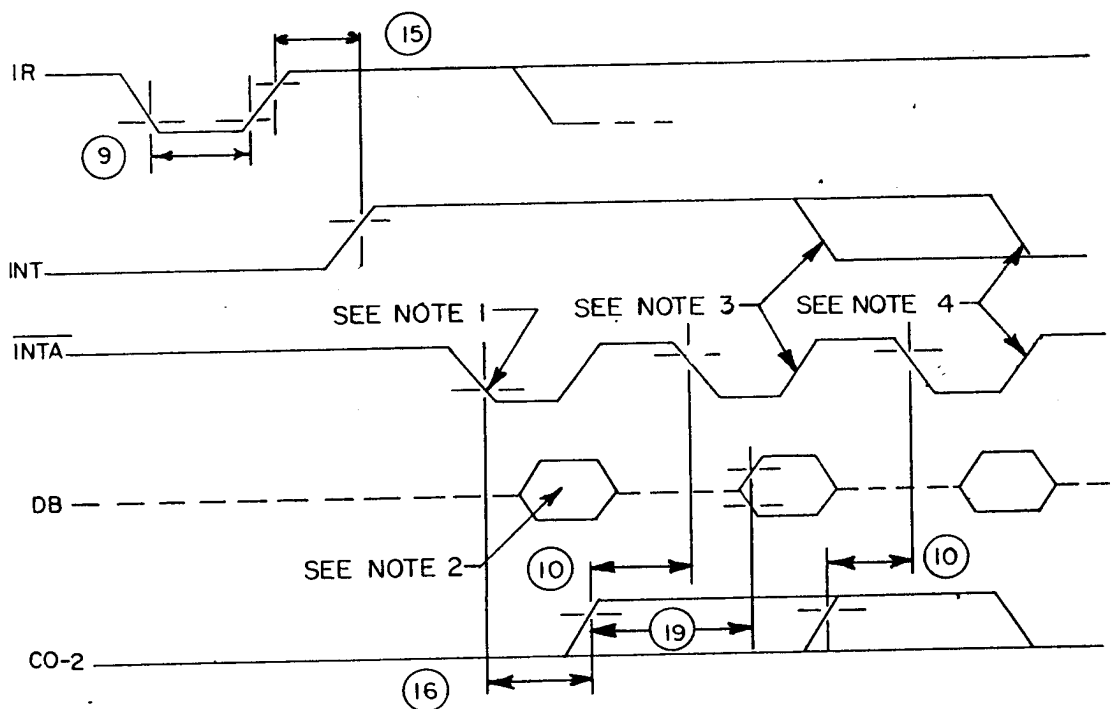 15
IR
9
INT
SEE NOTE 1
SEE NOTE 3
SEE NOTE 4
INTA
DB
SEE NOTE 2
10
10
19
CO-2
16